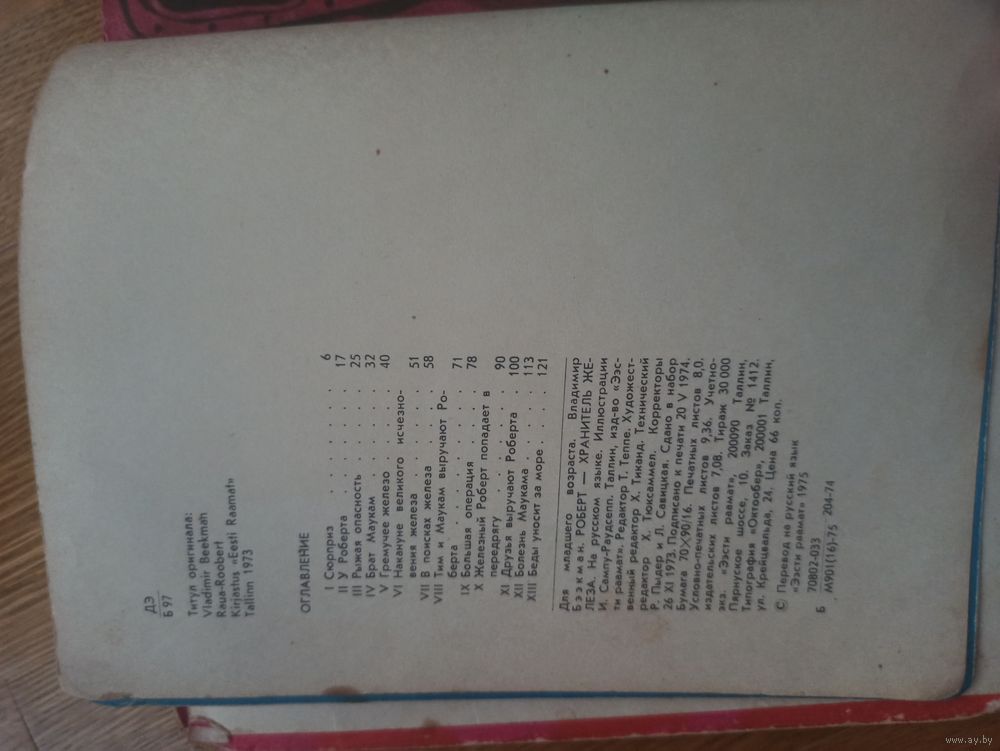 ДЭ
Б 97
Титул оригинала:
Vladimir Beekman
Raua-Roobert
Kirjastus «Eesti Raamat»
Tallinn 1973
ОГЛАВЛЕНИЕ
I Сюрприз . . . . . . . 6
II У Роберта . . . . . . 17
III Рыжая опасность . . . . 25
IV Брат Маукам . . . . . 32
V Гремучее железо . . . . 40
VI Накануне великого исчезно-
вения железа . . . . . 51
VII В поисках железа . . . . 58
VIII Тим и Маукам выручают Ро-
берта . . . . . . . 71
IX Большая операция . . . . 78
X Железный Роберт попадает в
передрягу . . . . . . 90
XI Друзья выручают Роберта . 100
XII Болезнь Маукама . . . . 113
XIII Беды уносит за море . . . 121
Для младшего возраста. Владимир
Бээкман. РОБЕРТ — ХРАНИТЕЛЬ ЖЕ-
ЛЕЗА. На русском языке. Иллюстрации
И. Сампу-Раудсепп. Таллин, изд-во «Ээс-
ти раамат». Редактор Т. Теппе. Художест-
венный редактор Х. Тиканд. Технический
редактор Х. Тюксаммел. Корректоры
Р. Пылдер и Л. Савицкая. Сдано в набор
26 XI 1973. Подписано к печати 20 V 1974.
Бумага 70×90/16. Печатных листов 8,0.
Условно-печатных листов 9,36. Учетно-
издательских листов 7,08. Тираж 30 000
экз. «Ээсти раамат», 200090 Таллин,
Пярнуское шоссе, 10. Заказ № 1412.
Типография «Октообер», 200001 Таллин,
ул. Крейцвальда, 24. Цена 66 коп.
© Перевод на русский язык
«Ээсти раамат» 1975
Б 70802-033
М901(16)-75 204-74
www.ay.by